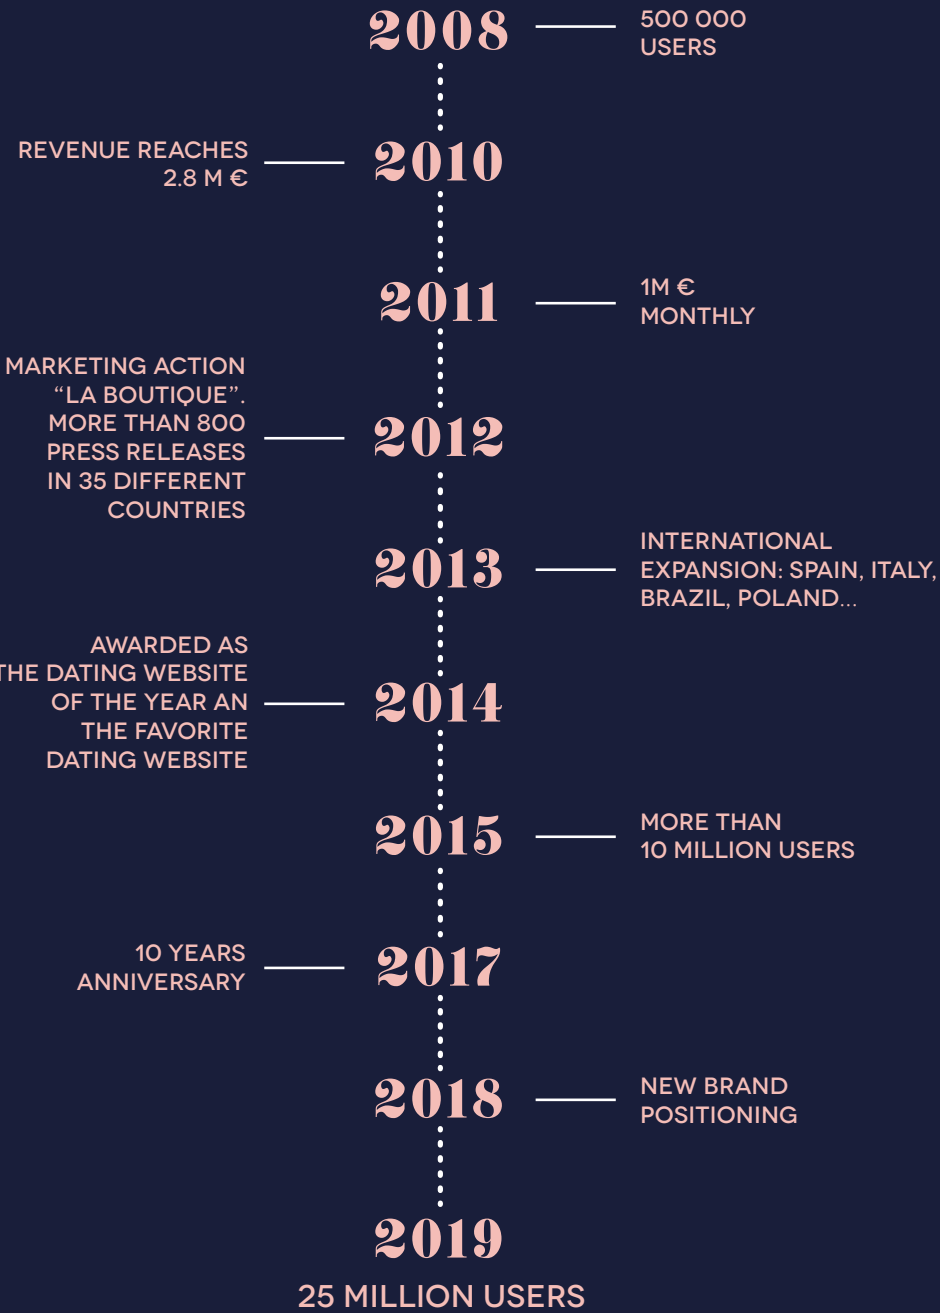 2008
500 000
USERS
REVENUE REACHES
2.8 M €
2010
2011
1M €
MONTHLY
MARKETING ACTION
“LA BOUTIQUE”.
MORE THAN 800
PRESS RELEASES
IN 35 DIFFERENT
COUNTRIES
2012
2013
INTERNATIONAL
EXPANSION: SPAIN, ITALY,
BRAZIL, POLAND...
AWARDED AS
THE DATING WEBSITE
OF THE YEAR AN
THE FAVORITE
DATING WEBSITE
2014
2015
MORE THAN
10 MILLION USERS
10 YEARS
ANNIVERSARY
2017
2018
NEW BRAND
POSITIONING
2019
25 MILLION USERS